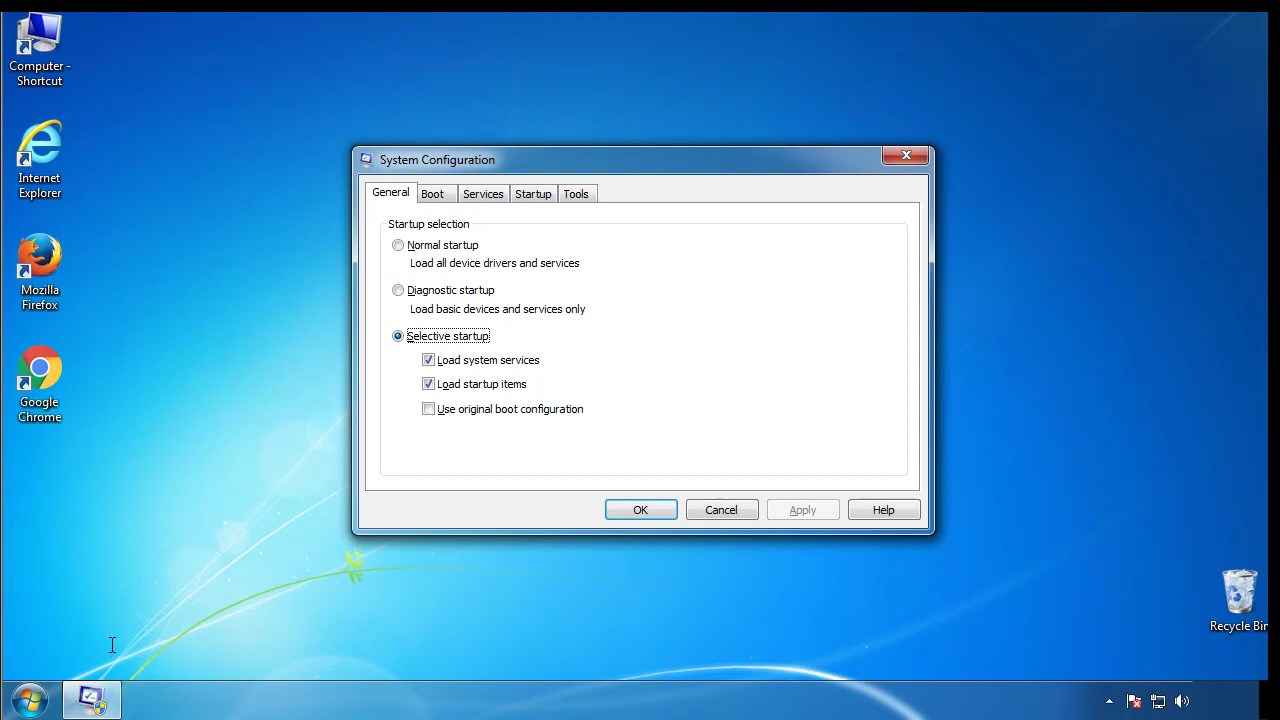 Computer -
Shortcut
Internet
Explorer
Mozilla
Firefox
Google
Chrome
System Configuration
General Boot Services Startup Tools
Startup selection
Normal startup
Load all device drivers and services
Diagnostic startup
Load basic devices and services only
Selective startup
Load system services
Load startup items
Use original boot configuration
OK Cancel Apply Help
Recycle Bin